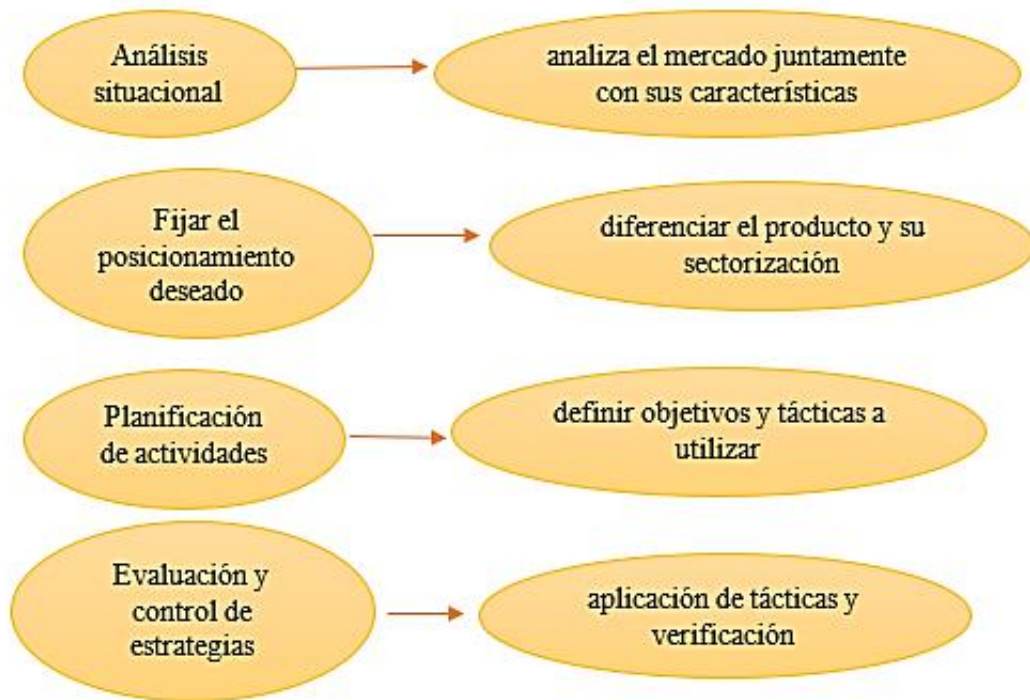 Análisis
situacional
analiza el mercado juntamente
con sus características
Fijar el
posicionamiento
deseado
diferenciar el producto y su
sectorización
Planificación
de actividades
definir objetivos y tácticas a
utilizar
Evaluación y
control de
estrategias
aplicación de tácticas y
verificación